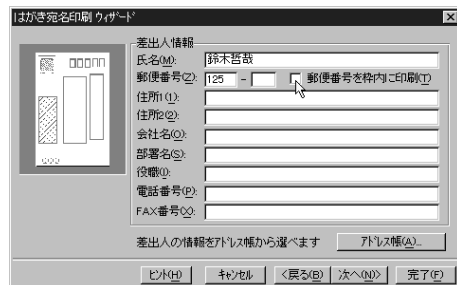 はがき宛名印刷 ウィザード
差出人情報
氏名(M): 鈴木哲哉
郵便番号(Z): 125 - 郵便番号を枠内に印刷(T)
住所1(1):
住所2(2):
会社名(O):
部署名(S):
役職(I):
電話番号(P):
FAX番号(X):
差出人の情報をアドレス帳から選べます アドレス帳(A)...
ヒント(H) キャンセル <戻る(B) 次へ(N)> 完了(F)